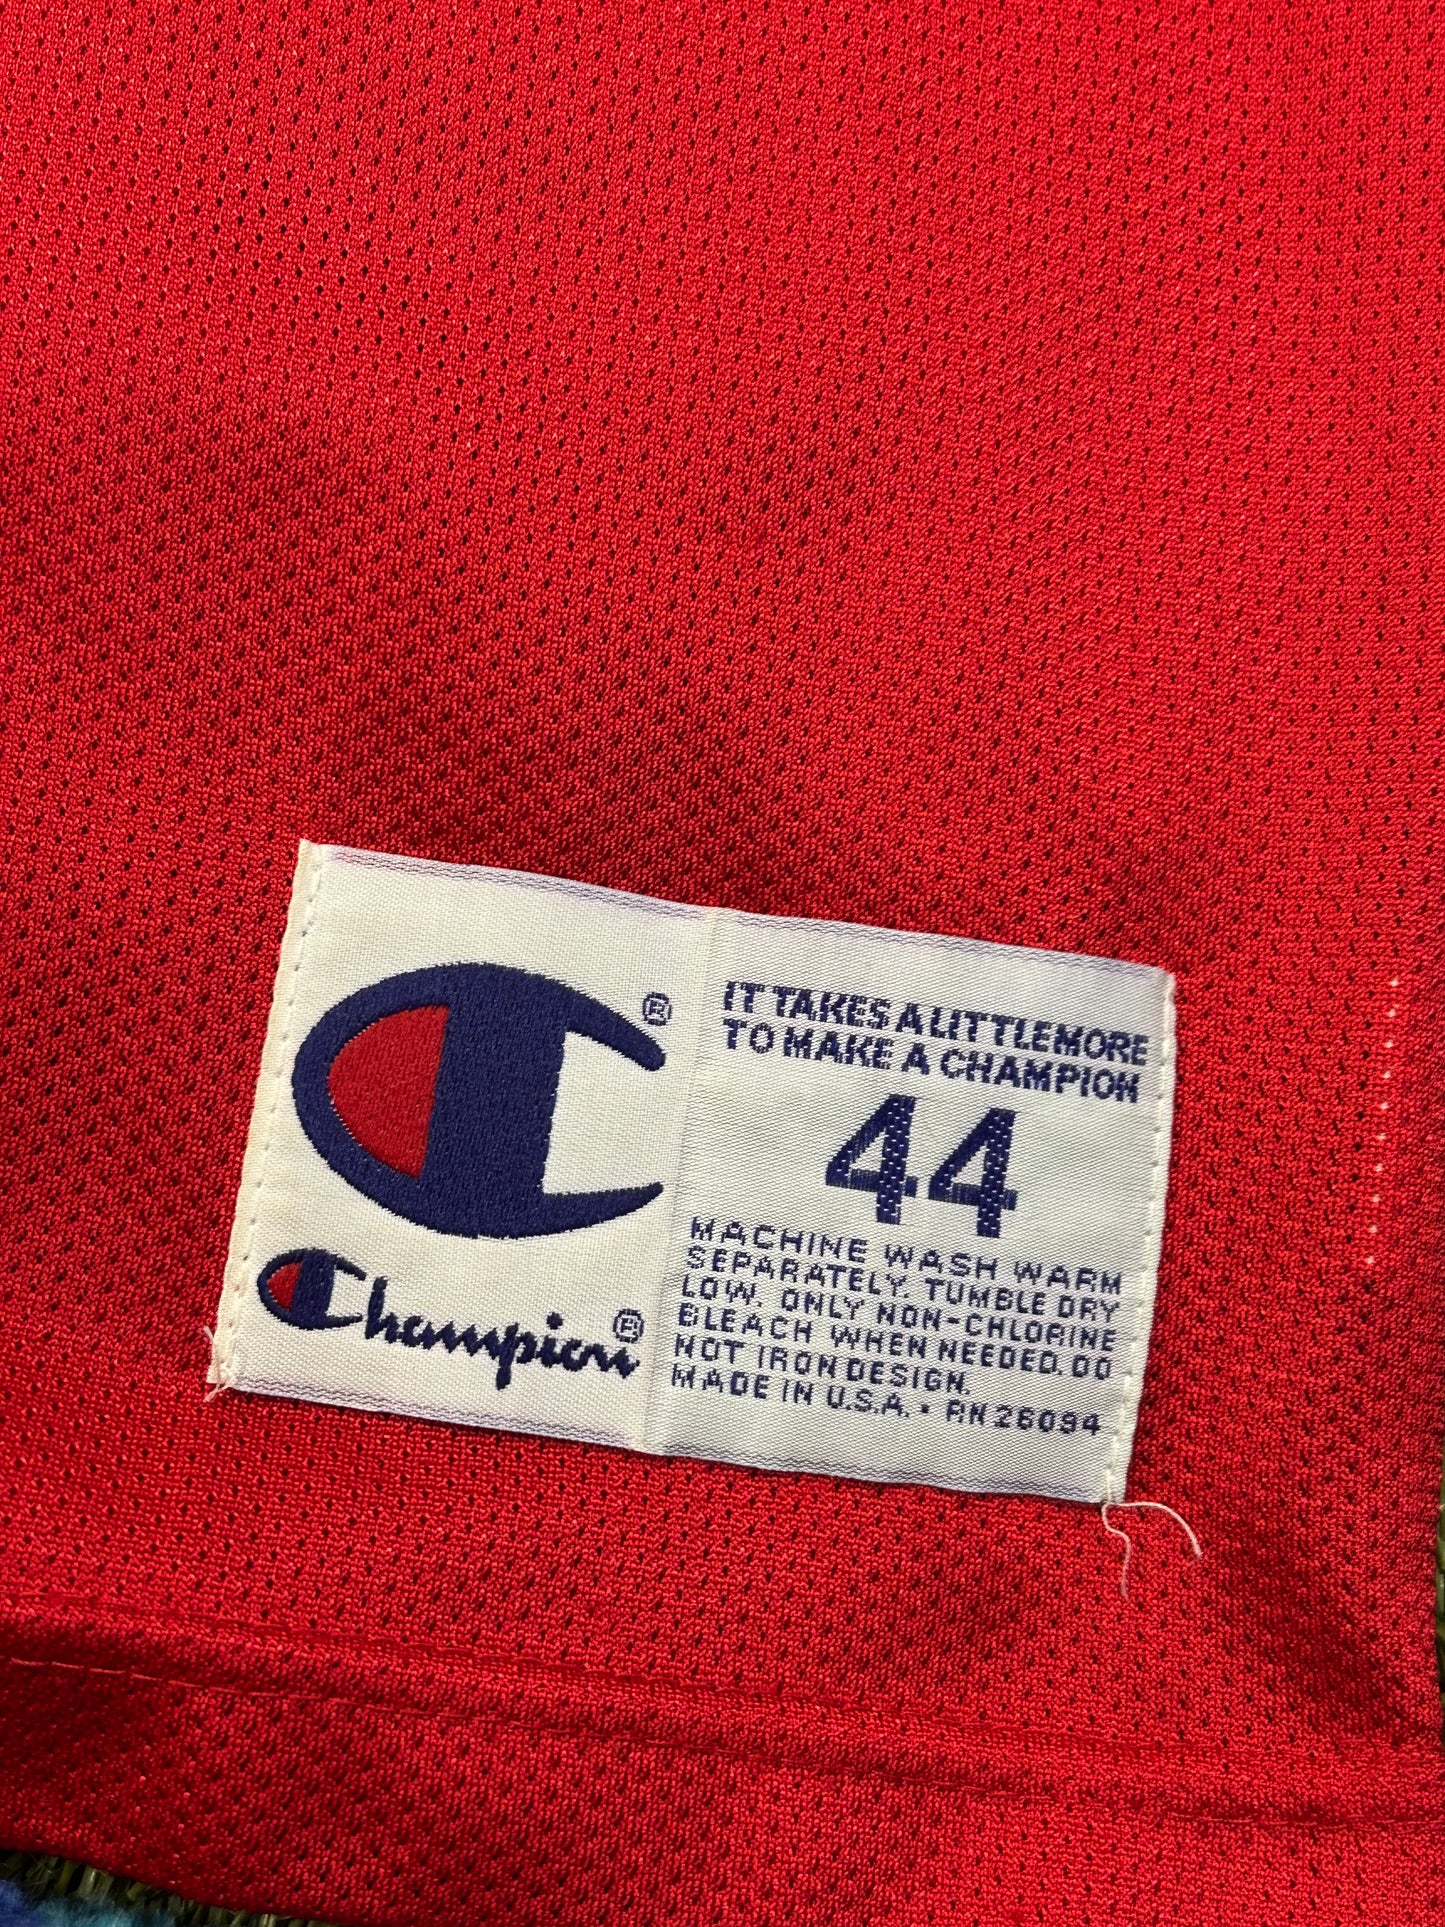 ®
Champion®
IT TAKES A LITTLE MORE
TO MAKE A CHAMPION
44
MACHINE WASH WARM
SEPARATELY. TUMBLE DRY
LOW. ONLY NON-CHLORINE
BLEACH WHEN NEEDED. DO
NOT IRON DESIGN.
MADE IN U.S.A. • RN 26094